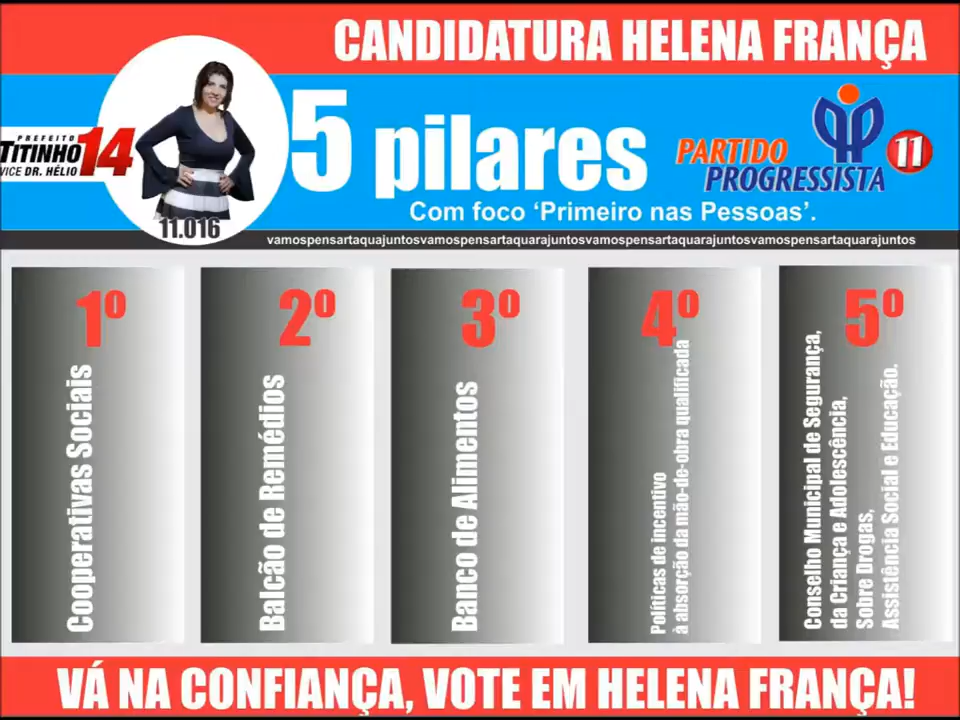 CANDIDATURA HELENA FRANÇA
PREFEITO
TITINHO 14
VICE DR. HÉLIO
11.016
5 pilares
Com foco ‘Primeiro nas Pessoas’.
PARTIDO
PROGRESSISTA
11
vamospensartaquajuntosvamospensartaquarajuntosvamospensartaquarajuntosvamospensartaquarajuntos
1º
Cooperativas Sociais
2º
Balcão de Remédios
3º
Banco de Alimentos
4º
Políticas de incentivo
à absorção da mão-de-obra qualificada
5º
Conselho Municipal de Segurança,
da Criança e Adolescência,
Sobre Drogas,
Assistência Social e Educação.
VÁ NA CONFIANÇA, VOTE EM HELENA FRANÇA!